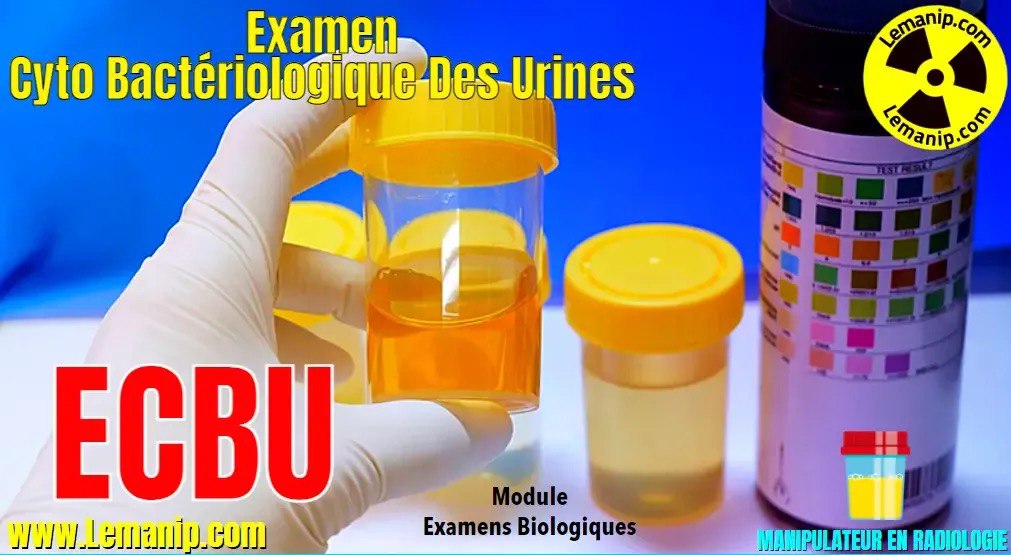 Examen
Cyto Bactériologique Des Urines
Lemanip.com
Lemanip.com
TEST RESULT
ECBU
Module
Examens Biologiques
www.Lemanip.com
MANIPULATEUR EN RADIOLOGIE